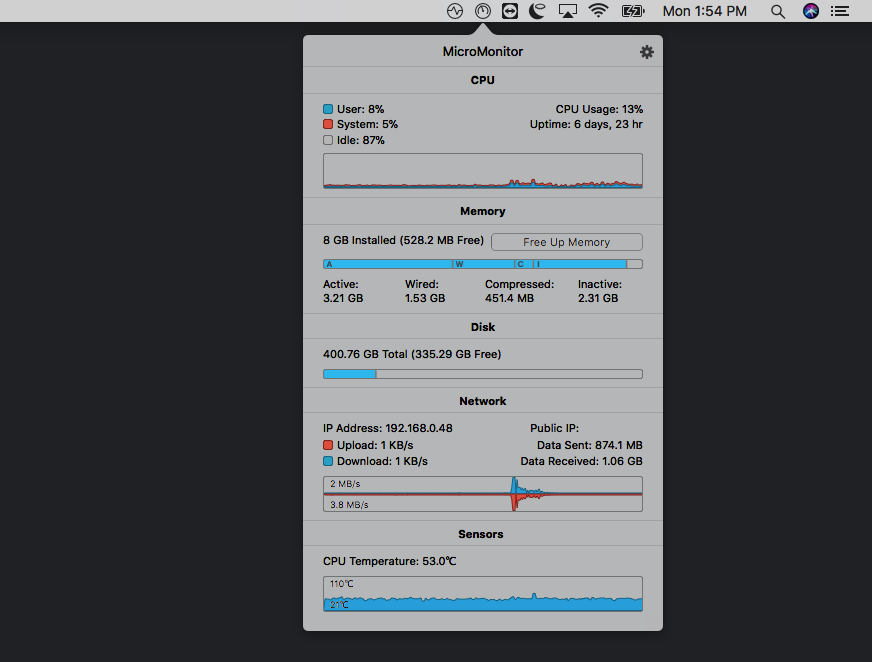 Mon 1:54 PM
MicroMonitor
CPU
User: 8%
CPU Usage: 13%
System: 5%
Uptime: 6 days, 23 hr
Idle: 87%
Memory
8 GB Installed (528.2 MB Free)
Free Up Memory
A W C I
Active: Wired: Compressed: Inactive:
3.21 GB 1.53 GB 451.4 MB 2.31 GB
Disk
400.76 GB Total (335.29 GB Free)
Network
IP Address: 192.168.0.48
Public IP:
Upload: 1 KB/s
Data Sent: 874.1 MB
Download: 1 KB/s
Data Received: 1.06 GB
2 MB/s
3.8 MB/s
Sensors
CPU Temperature: 53.0℃
110℃
21℃